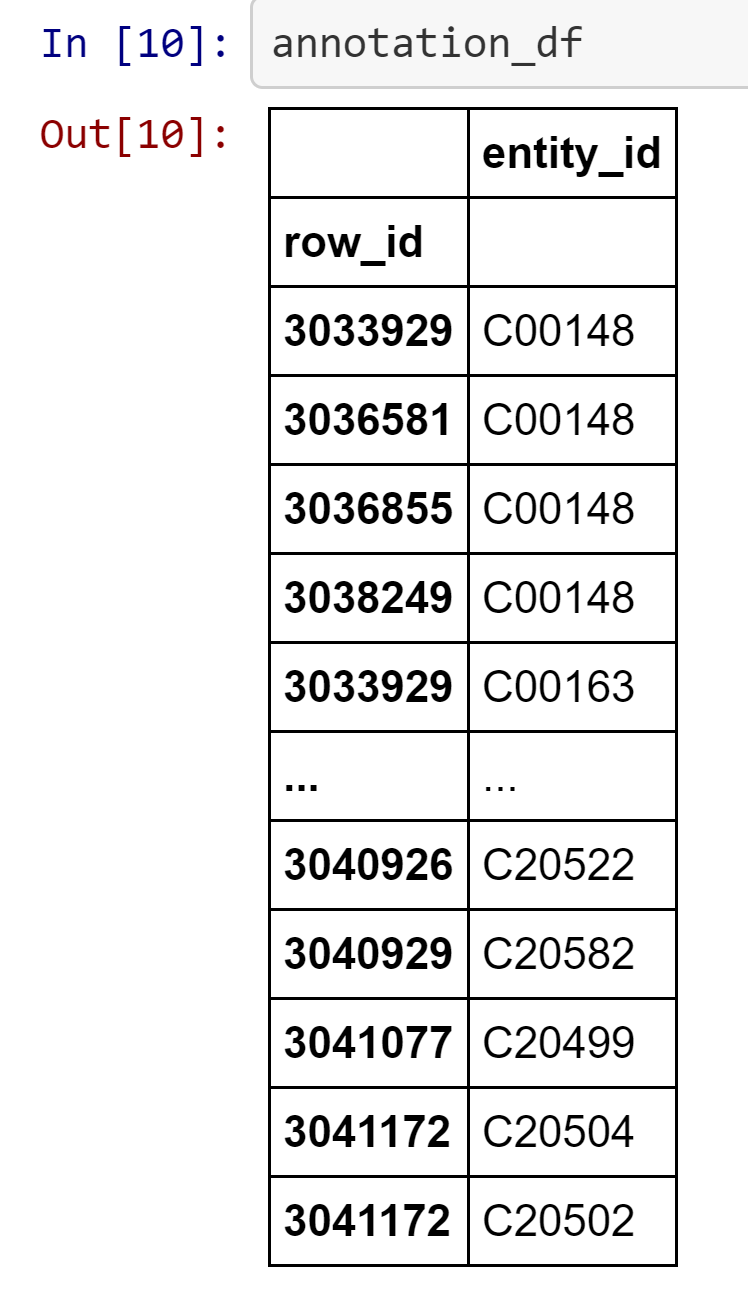 In [10]: annotation_df
Out[10]:
entity_id
row_id
3033929 C00148
3036581 C00148
3036855 C00148
3038249 C00148
3033929 C00163
... ...
3040926 C20522
3040929 C20582
3041077 C20499
3041172 C20504
3041172 C20502